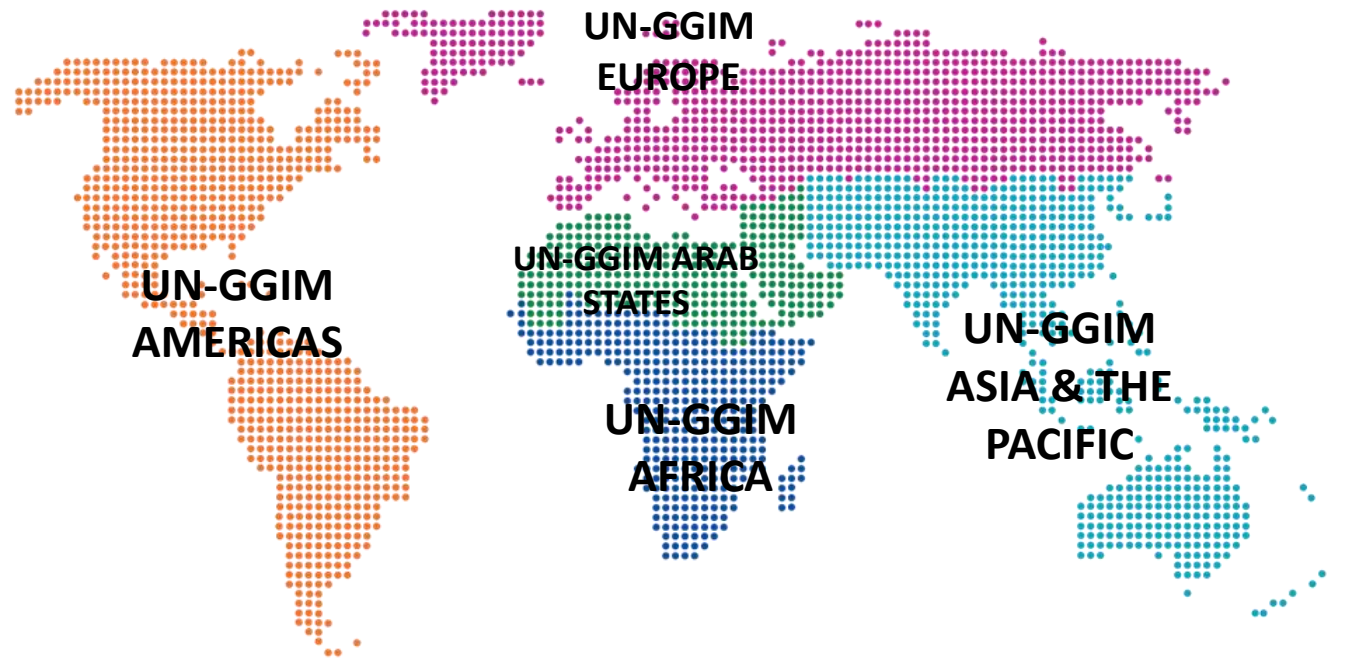 UN-GGIM
EUROPE
UN-GGIM ARAB
STATES
UN-GGIM
AMERICAS
UN-GGIM
ASIA & THE
PACIFIC
UN-GGIM
AFRICA